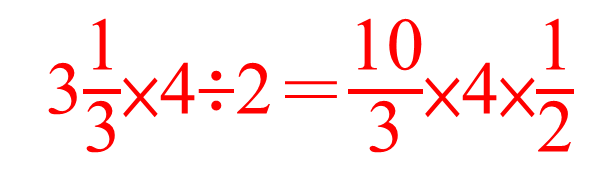 3 1/3 × 4 ÷ 2 = 10/3 × 4 × 1/2